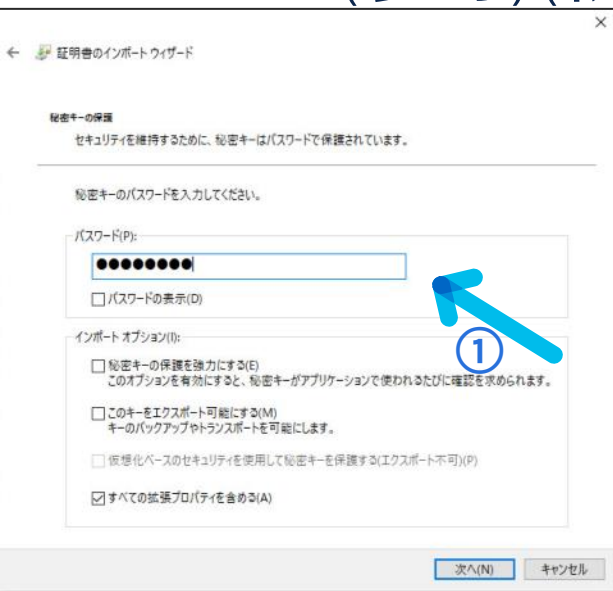 証明書のインポート ウィザード
秘密キーの保護
セキュリティを維持するために、秘密キーはパスワードで保護されています。
秘密キーのパスワードを入力してください。
パスワード(P):
●●●●●●●●
パスワードの表示(D)
①
インポート オプション(I):
秘密キーの保護を強力にする(E)
このオプションを有効にすると、秘密キーがアプリケーションで使われるたびに確認を求められます。
このキーをエクスポート可能にする(M)
キーのバックアップやトランスポートを可能にします。
仮想化ベースのセキュリティを使用して秘密キーを保護する(エクスポート不可)(P)
すべての拡張プロパティを含める(A)
次へ(N) キャンセル